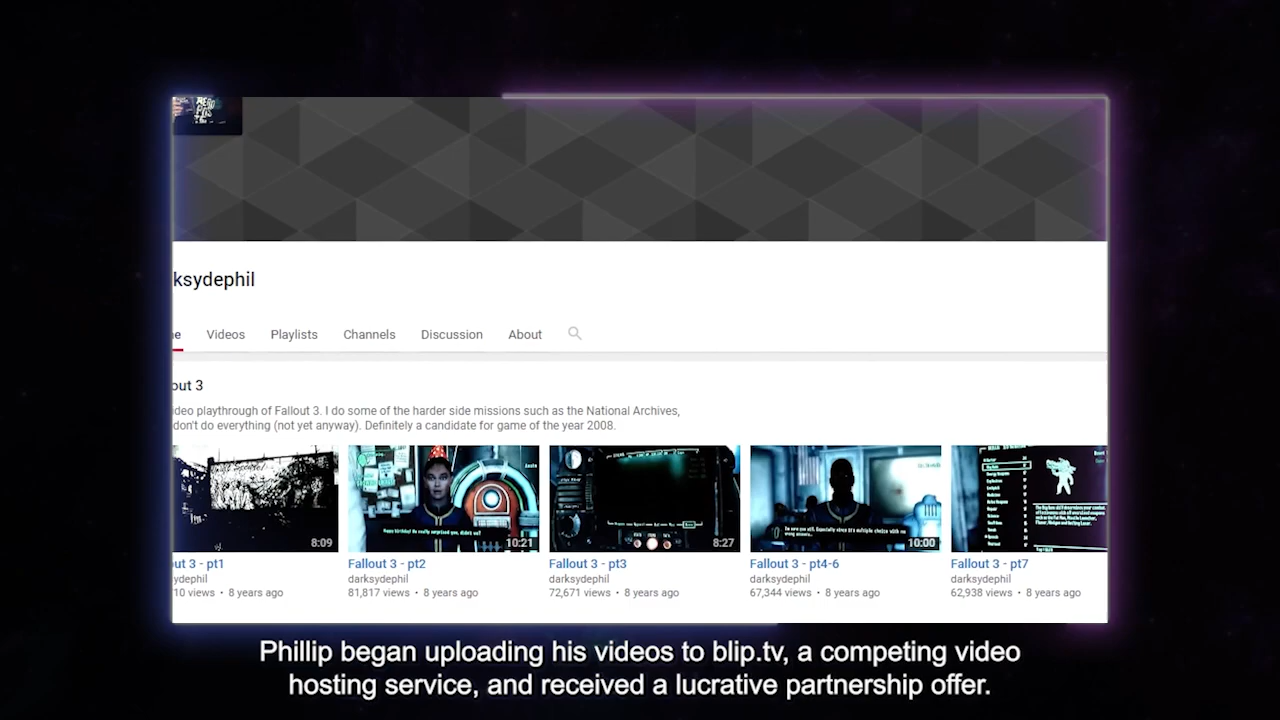 ksydephil
ne Videos Playlists Channels Discussion About
out 3
ideo playthrough of Fallout 3. I do some of the harder side missions such as the National Archives,
don't do everything (not yet anyway). Definitely a candidate for game of the year 2008.
8:09 10:21 8:27 10:00
ut 3 - pt1 Fallout 3 - pt2 Fallout 3 - pt3 Fallout 3 - pt4-6 Fallout 3 - pt7
sydephil darksydephil darksydephil darksydephil darksydephil
10 views • 8 years ago 81,817 views • 8 years ago 72,671 views • 8 years ago 67,344 views • 8 years ago 62,938 views • 8 years ago
Phillip began uploading his videos to blip.tv, a competing video
hosting service, and received a lucrative partnership offer.